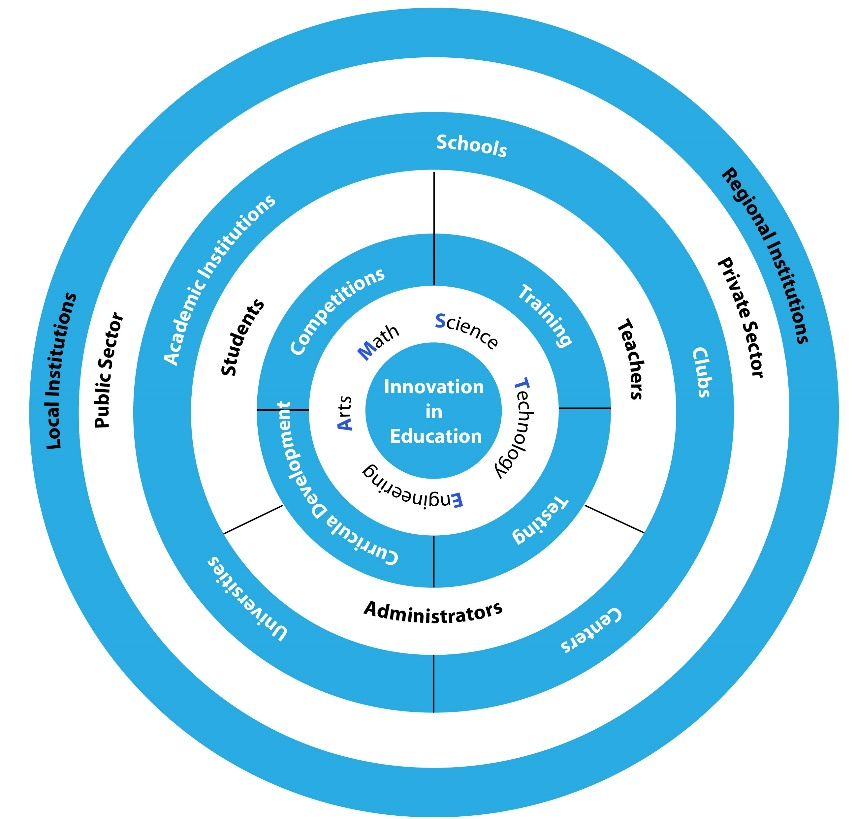 Innovation
in
Education
Science
Technology
Engineering
Arts
Math
Training
Testing
Curricula Development
Competitions
Teachers
Administrators
Students
Schools
Clubs
Centers
Universities
Academic Institutions
Private Sector
Public Sector
Regional Institutions
Local Institutions